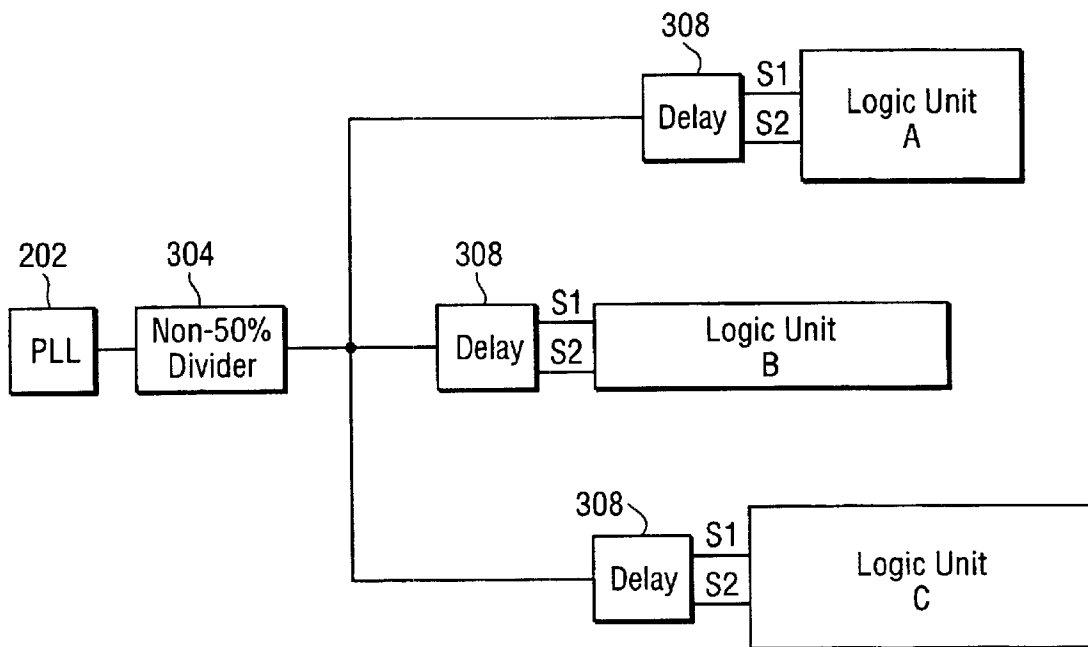 308
S1
S2
Delay
Logic Unit
A
202
304
308
PLL
Non-50%
Divider
Delay
S1
S2
Logic Unit
B
308
Delay
S1
S2
Logic Unit
C